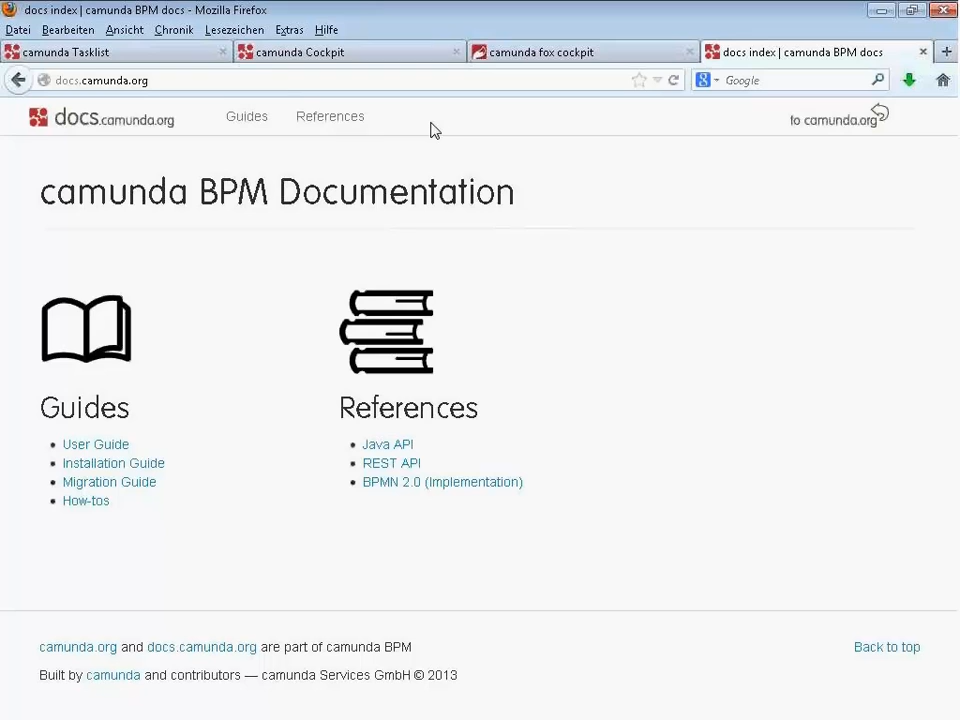 docs index | camunda BPM docs - Mozilla Firefox
Datei Bearbeiten Ansicht Chronik Lesezeichen Extras Hilfe
camunda Tasklist camunda Cockpit camunda fox cockpit docs index | camunda BPM docs
docs.camunda.org Google
docs.camunda.org Guides References to camunda.org
camunda BPM Documentation
Guides References
User Guide Java API
Installation Guide REST API
Migration Guide BPMN 2.0 (Implementation)
How-tos
camunda.org and docs.camunda.org are part of camunda BPM Back to top
Built by camunda and contributors — camunda Services GmbH © 2013